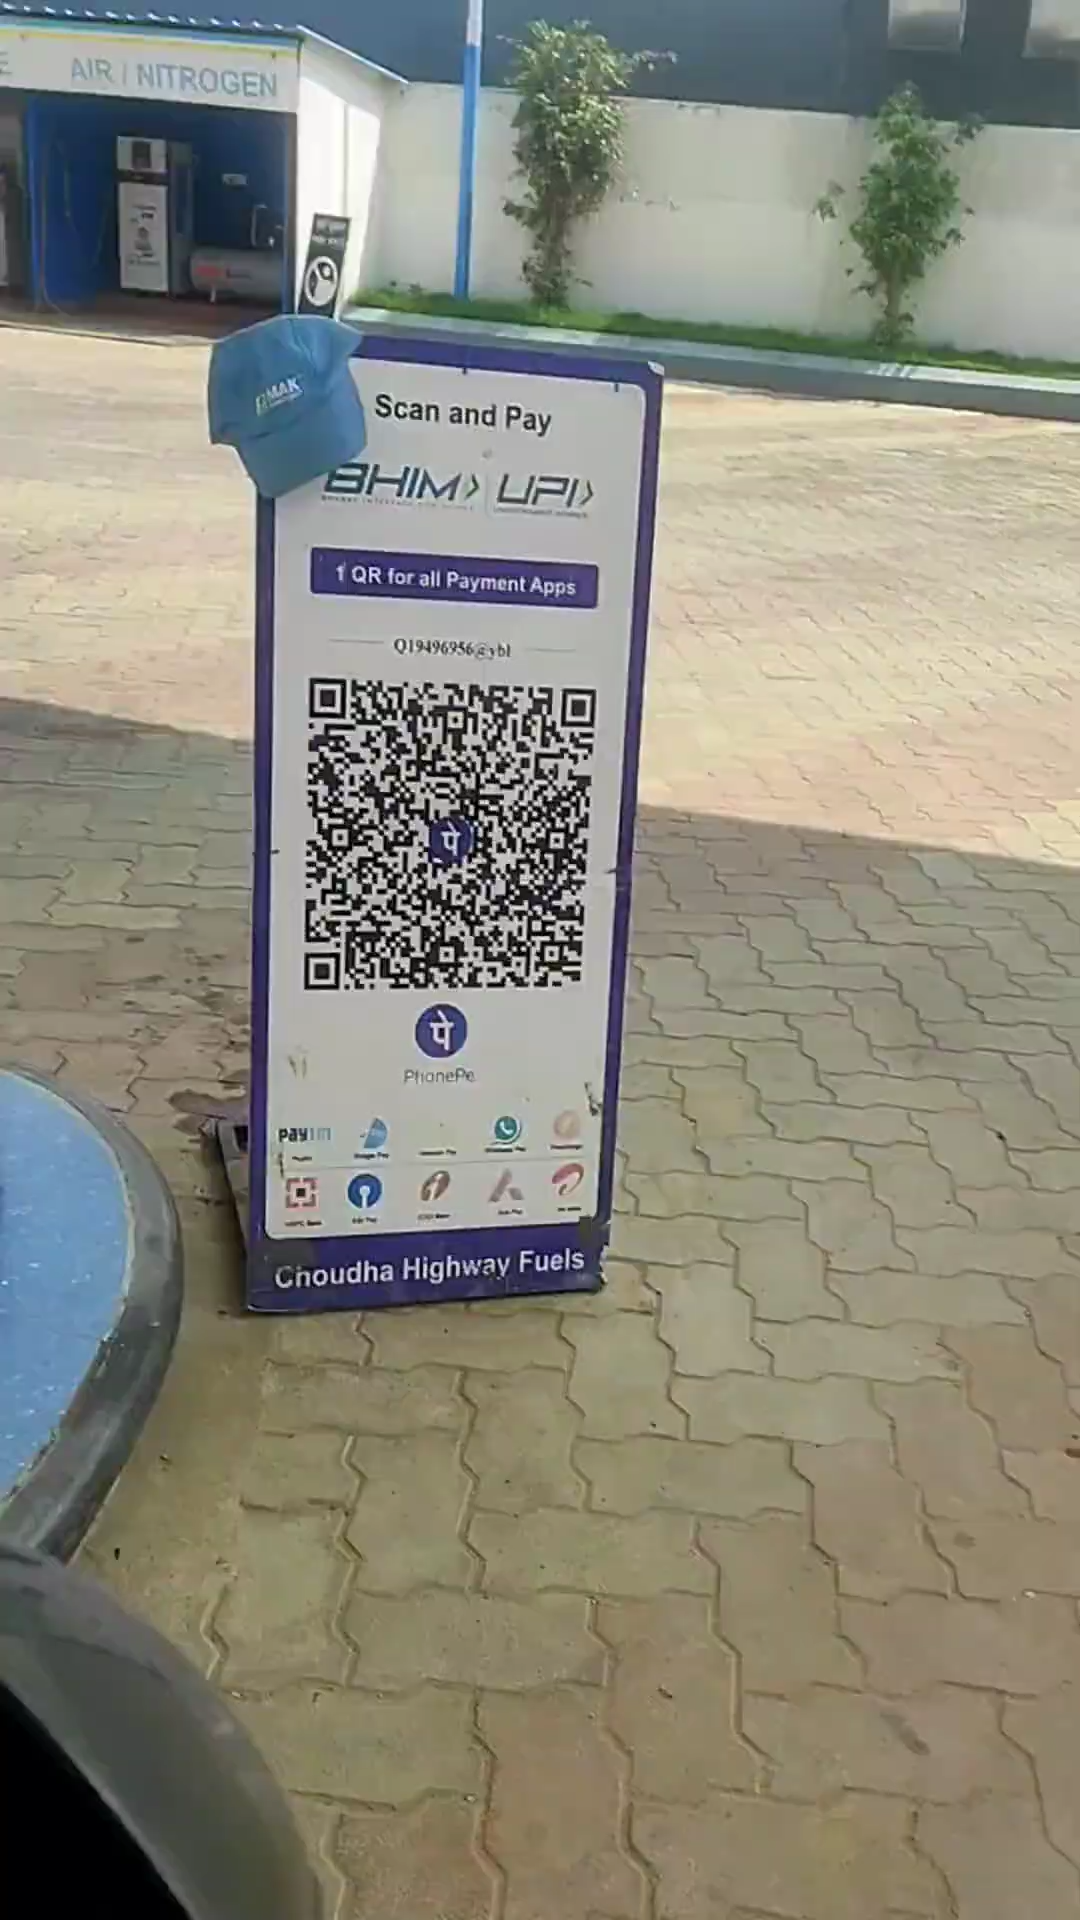 AIR | NITROGEN
MAK
Scan and Pay
BHIM UPI
1 QR for all Payment Apps
Q19496956@ybl
पे
पे
PhonePe
Paytm
Choudha Highway Fuels